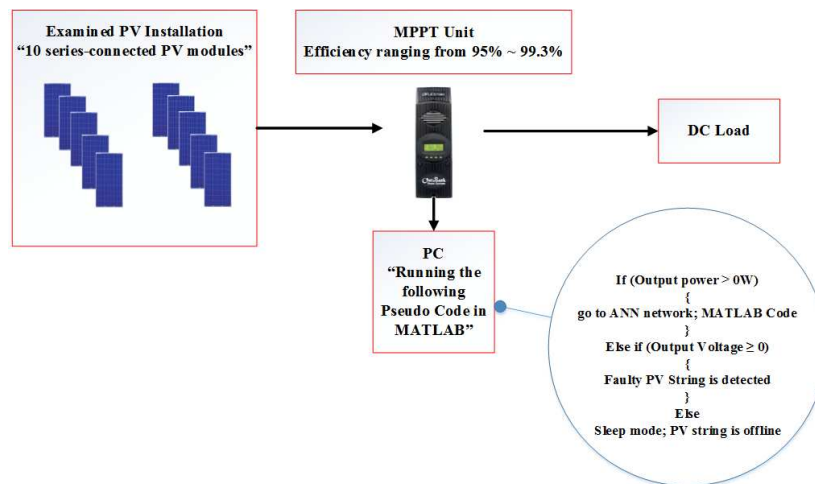 Examined PV Installation
“10 series-connected PV modules”
MPPT Unit
Efficiency ranging from 95% ~ 99.3%
DC Load
PC
“Running the
following
Pseudo Code in
MATLAB”
If (Output power > 0W)
{
go to ANN network; MATLAB Code
}
Else if (Output Voltage ≥ 0)
{
Faulty PV String is detected
}
Else
Sleep mode; PV string is offline